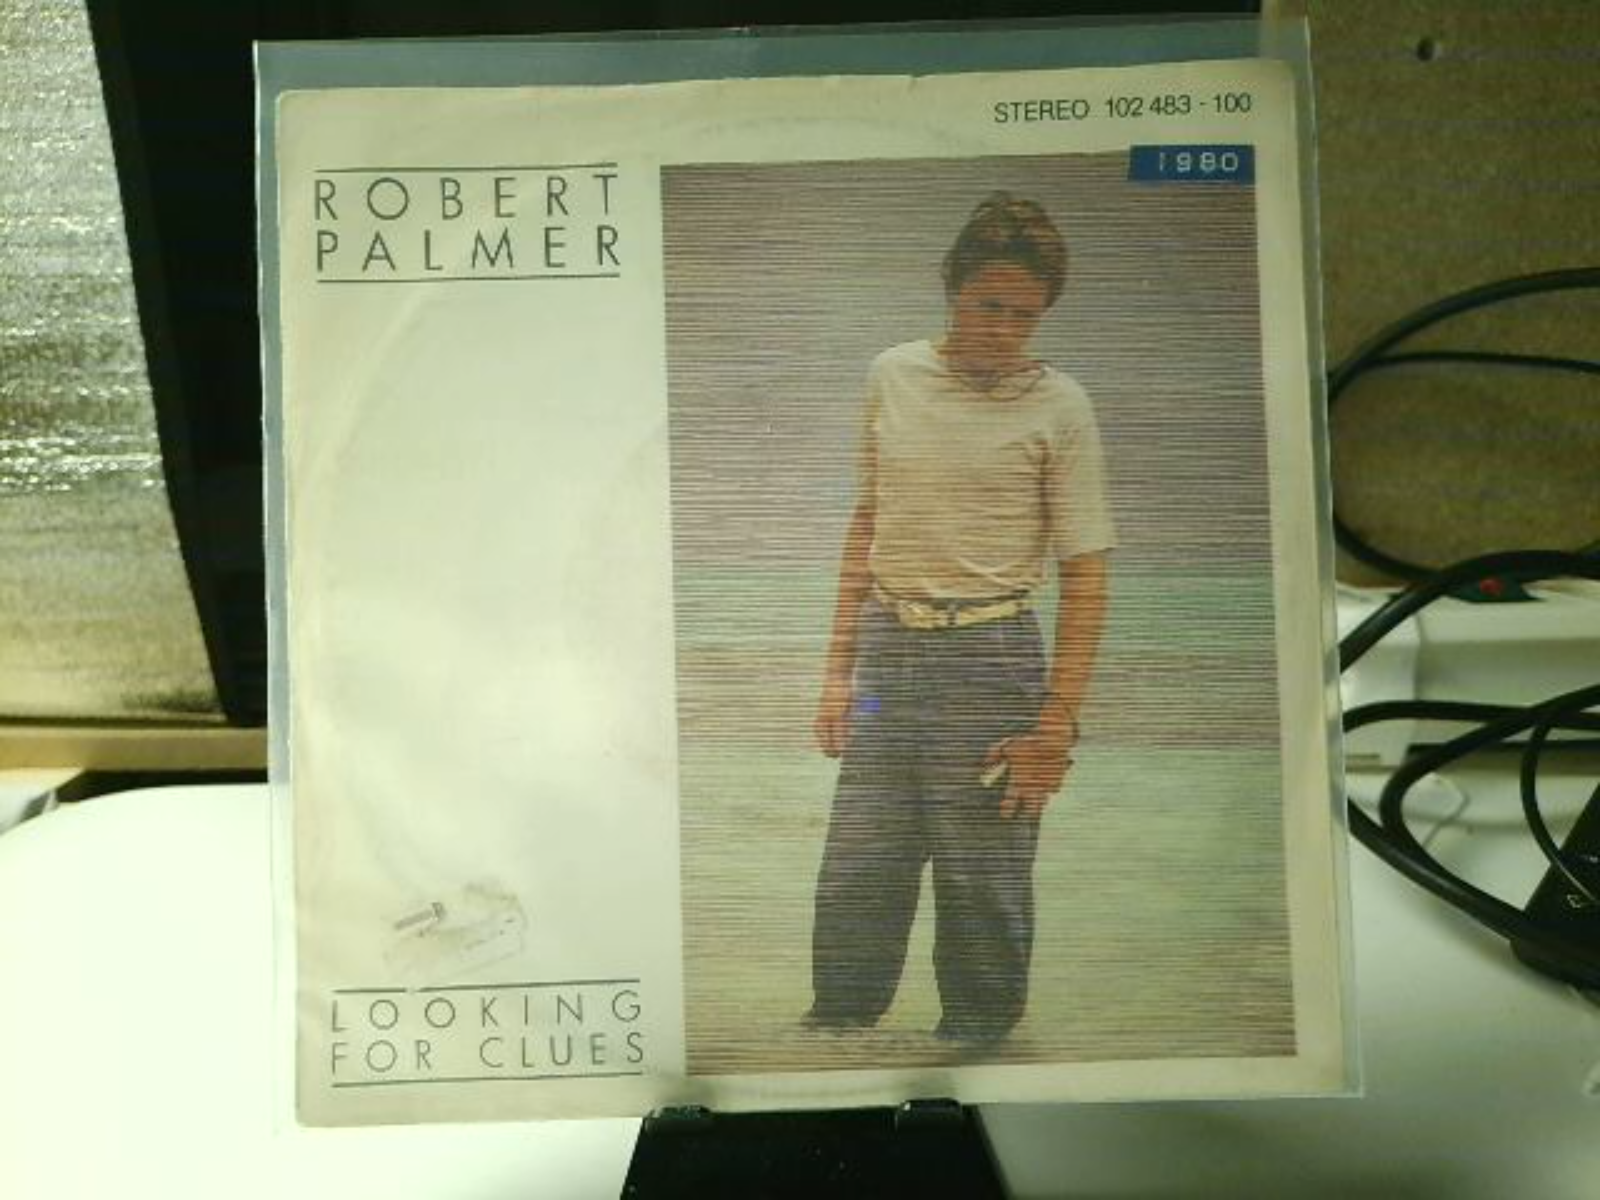 STEREO 102 483 - 100
1980
ROBERT
PALMER
LOOKING
FOR CLUES